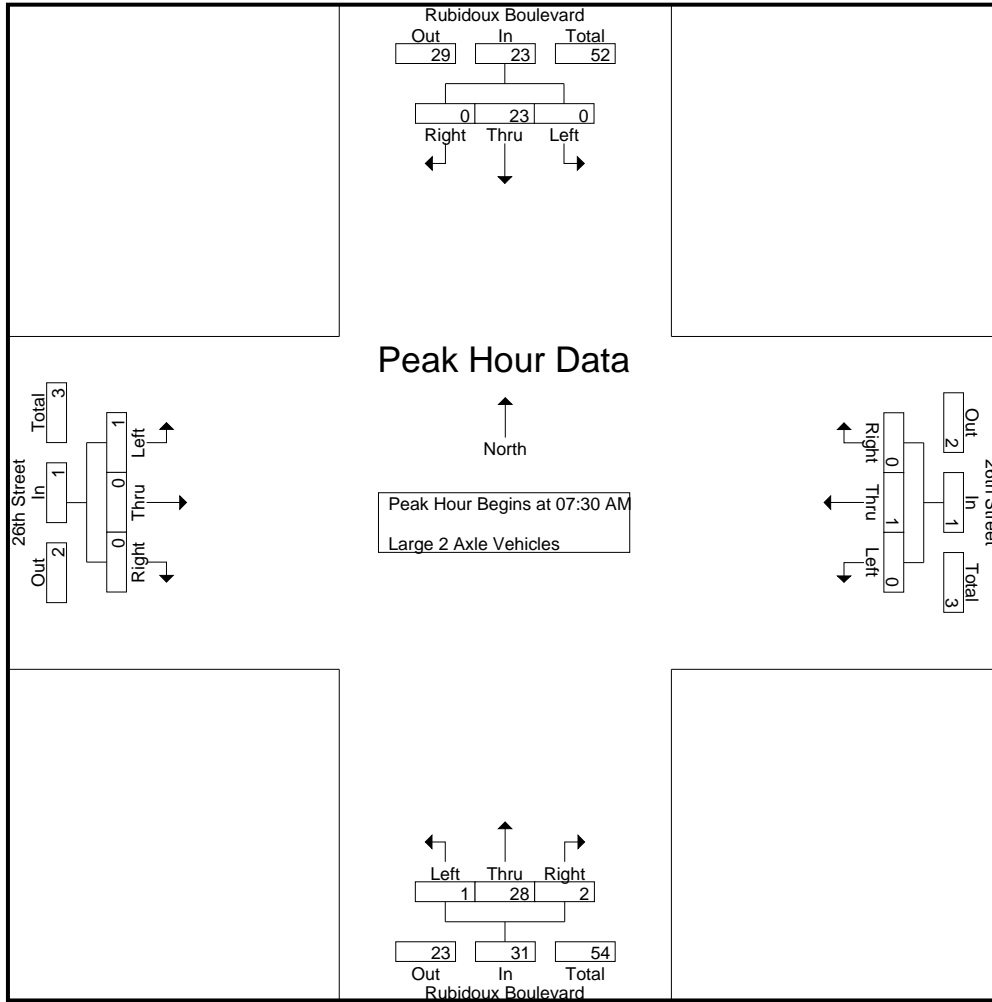 Rubidoux Boulevard
Out In Total
29 23 52
0 23 0
Right Thru Left
Peak Hour Data
North
Peak Hour Begins at 07:30 AM
Large 2 Axle Vehicles
26th Street
Total In Out
3 1 2
1 0 0
Left Thru Right
26th Street
Out In Total
2 1 3
0 1 0
Right Thru Left
Left Thru Right
1 28 2
23 31 54
Out In Total
Rubidoux Boulevard